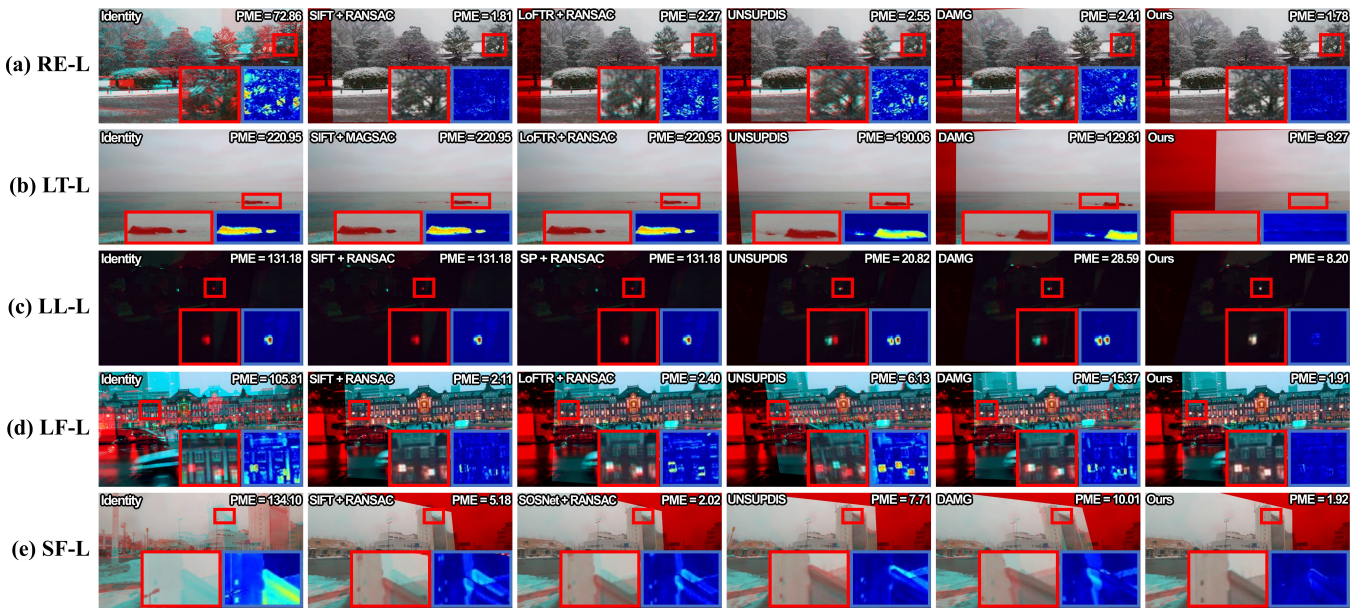 (a) RE-L
Identity PME = 72.86
SIFT + RANSAC PME = 1.81
LoFTR + RANSAC PME = 2.27
UNSUPDIS PME = 2.55
DAMG PME = 2.41
Ours PME = 1.78
(b) LT-L
Identity PME = 220.95
SIFT + MAGSAC PME = 220.95
LoFTR + RANSAC PME = 220.95
UNSUPDIS PME = 190.06
DAMG PME = 129.81
Ours PME = 8.27
(c) LL-L
Identity PME = 131.18
SIFT + RANSAC PME = 131.18
SP + RANSAC PME = 131.18
UNSUPDIS PME = 20.82
DAMG PME = 28.59
Ours PME = 8.20
(d) LF-L
Identity PME = 105.81
SIFT + RANSAC PME = 2.11
LoFTR + RANSAC PME = 2.40
UNSUPDIS PME = 6.13
DAMG PME = 15.37
Ours PME = 1.91
(e) SF-L
Identity PME = 134.10
SIFT + RANSAC PME = 5.18
SOSNet + RANSAC PME = 2.02
UNSUPDIS PME = 7.71
DAMG PME = 10.01
Ours PME = 1.92